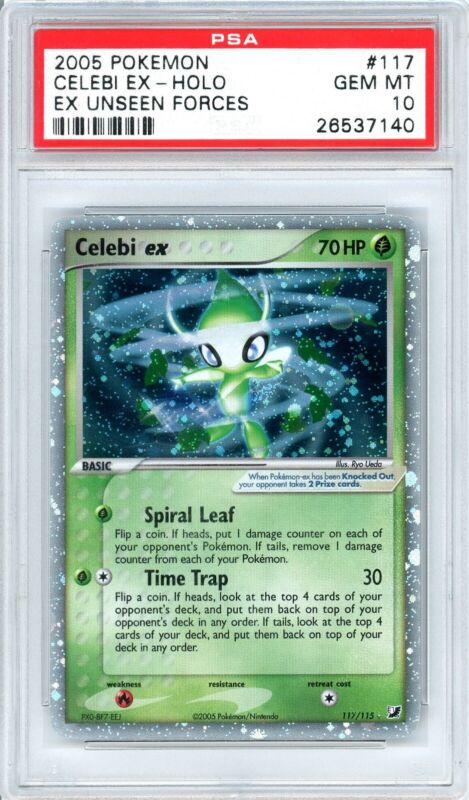 PSA
2005 POKEMON #117
CELEBI EX - HOLO GEM MT
EX UNSEEN FORCES 10
26537140
Celebi ex 70 HP
BASIC
Illus. Ryo Ueda
When Pokémon-ex has been Knocked Out,
your opponent takes 2 Prize cards.
Spiral Leaf
Flip a coin. If heads, put 1 damage counter on each of
your opponent's Pokémon. If tails, remove 1 damage
counter from each of your Pokémon.
Time Trap 30
Flip a coin. If heads, look at the top 4 cards of your
opponent's deck, and put them back on top of your
opponent's deck in any order. If tails, look at the top 4
cards of your deck, and put them back on top of your
deck in any order.
weakness resistance retreat cost
PX0-BF7-EEJ ©2005 Pokémon/Nintendo 117/115